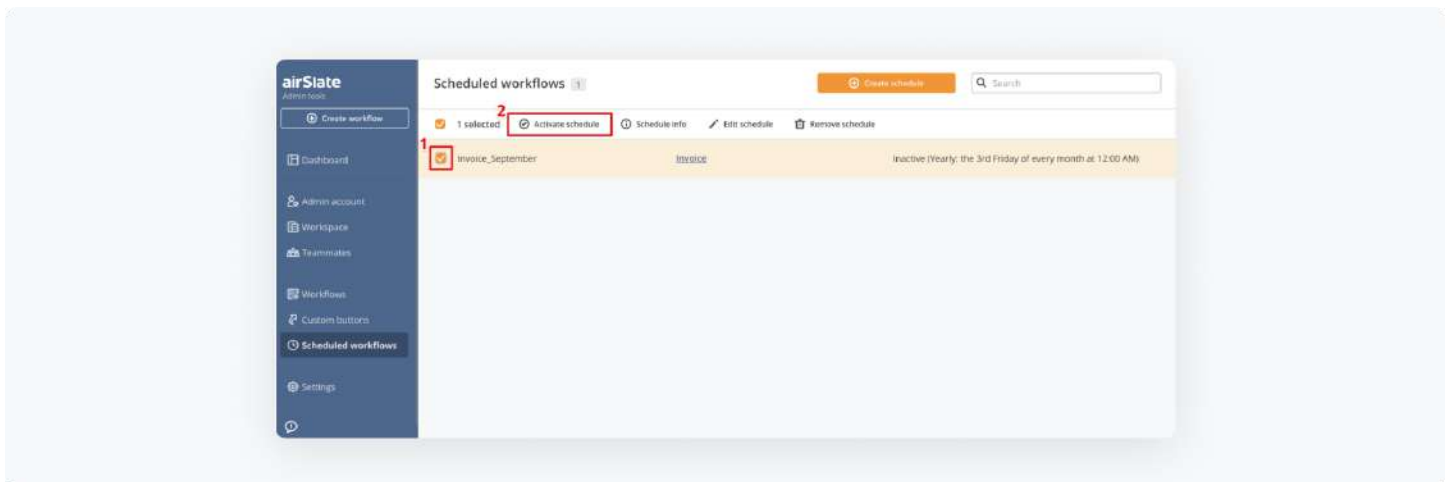 airSlate
Admin tools
Create workflow
Dashboard
Admin account
Workspace
Teammates
Workflows
Custom buttons
Scheduled workflows
Settings
Scheduled workflows 1
Create schedule
Search
2
1 selected Activate schedule Schedule info Edit schedule Remove schedule
1
Invoice_September Invoice Inactive (Yearly: the 3rd Friday of every month at 12:00 AM)